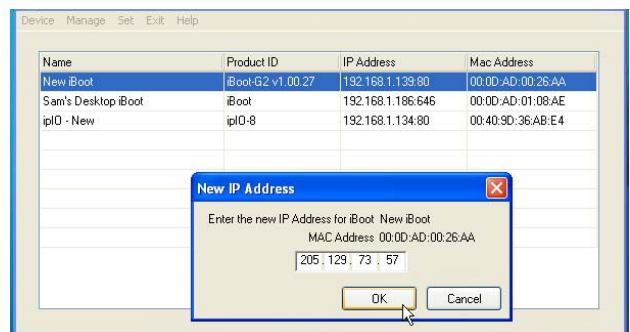 Device Manage Set Exit Help
Name Product ID IP Address Mac Address
New iBoot iBoot-G2 v1.00.27 192.168.1.139:80 00:0D:AD:00:26:AA
Sam's Desktop iBoot iBoot 192.168.1.186:646 00:0D:AD:01:08:AE
ipIO - New ipIO-8 192.168.1.134:80 00:40:9D:36:AB:E4
New IP Address
Enter the new IP Address for iBoot New iBoot
MAC Address 00:0D:AD:00:26:AA
205 . 129 . 73 . 57
OK Cancel